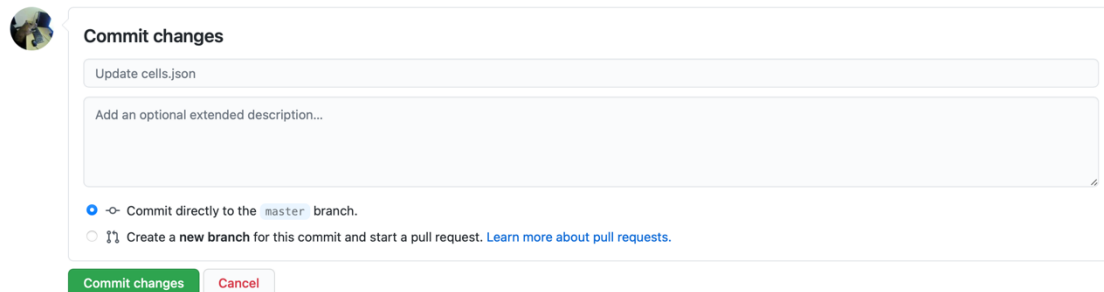 Commit changes
Update cells.json
Add an optional extended description...
Commit directly to the master branch.
Create a new branch for this commit and start a pull request. Learn more about pull requests.
Commit changes Cancel